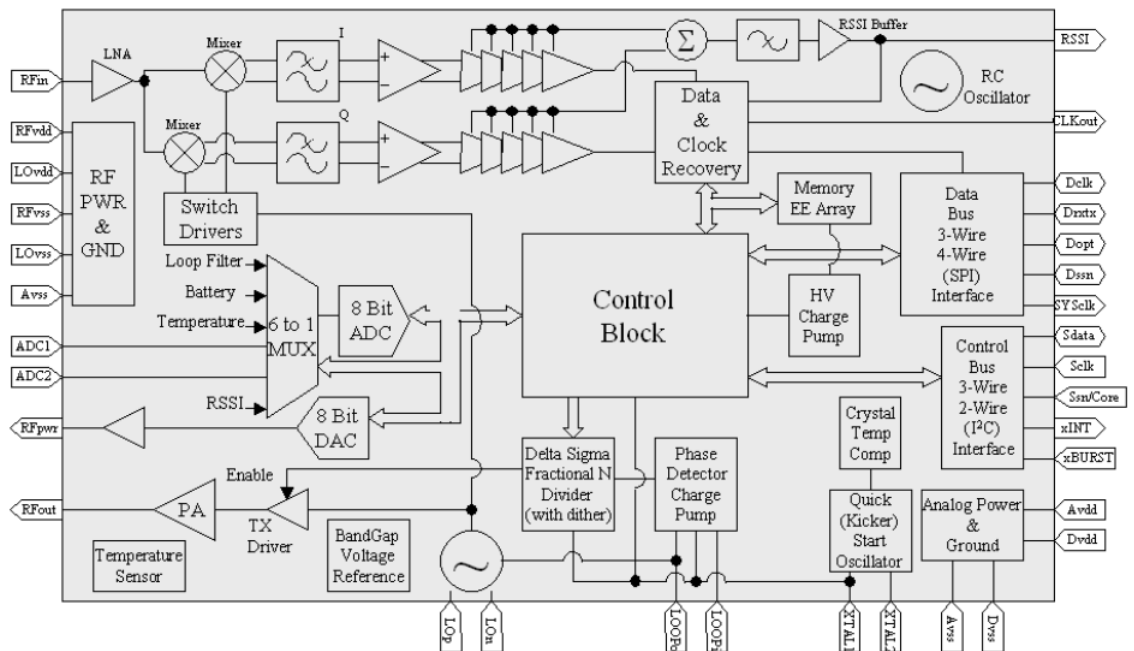 RSSI Buffer
I
RSSI
LNA
Mixer
Σ
RFin
RC
Oscillator
Data
&
Clock
Recovery
Q
Mixer
CLKout
RFvdd
LOvdd
RFvss
LOvss
Avss
RF
PWR
&
GND
Switch
Drivers
Memory
EE Array
Data
Bus
3-Wire
4-Wire
(SPI)
Interface
Dclk
Drxtx
Dopt
Dssn
SYSclk
Loop Filter
Battery
Temperature
6 to 1
MUX
8 Bit
ADC
Control
Block
HV
Charge
Pump
ADC1
ADC2
RSSI
8 Bit
DAC
RFpwr
Control
Bus
3-Wire
2-Wire
(I²C)
Interface
Sdata
Sclk
Ssn/Core
xINT
xBURST
Crystal
Temp
Comp
Enable
Delta Sigma
Fractional N
Divider
(with dither)
Phase
Detector
Charge
Pump
Quick
(Kicker)
Start
Oscillator
Analog Power
&
Ground
Avdd
Dvdd
RFout
PA
TX
Driver
Temperature
Sensor
BandGap
Voltage
Reference
LOp
LOn
LOOPo
XTAL2
Avss
Dvss